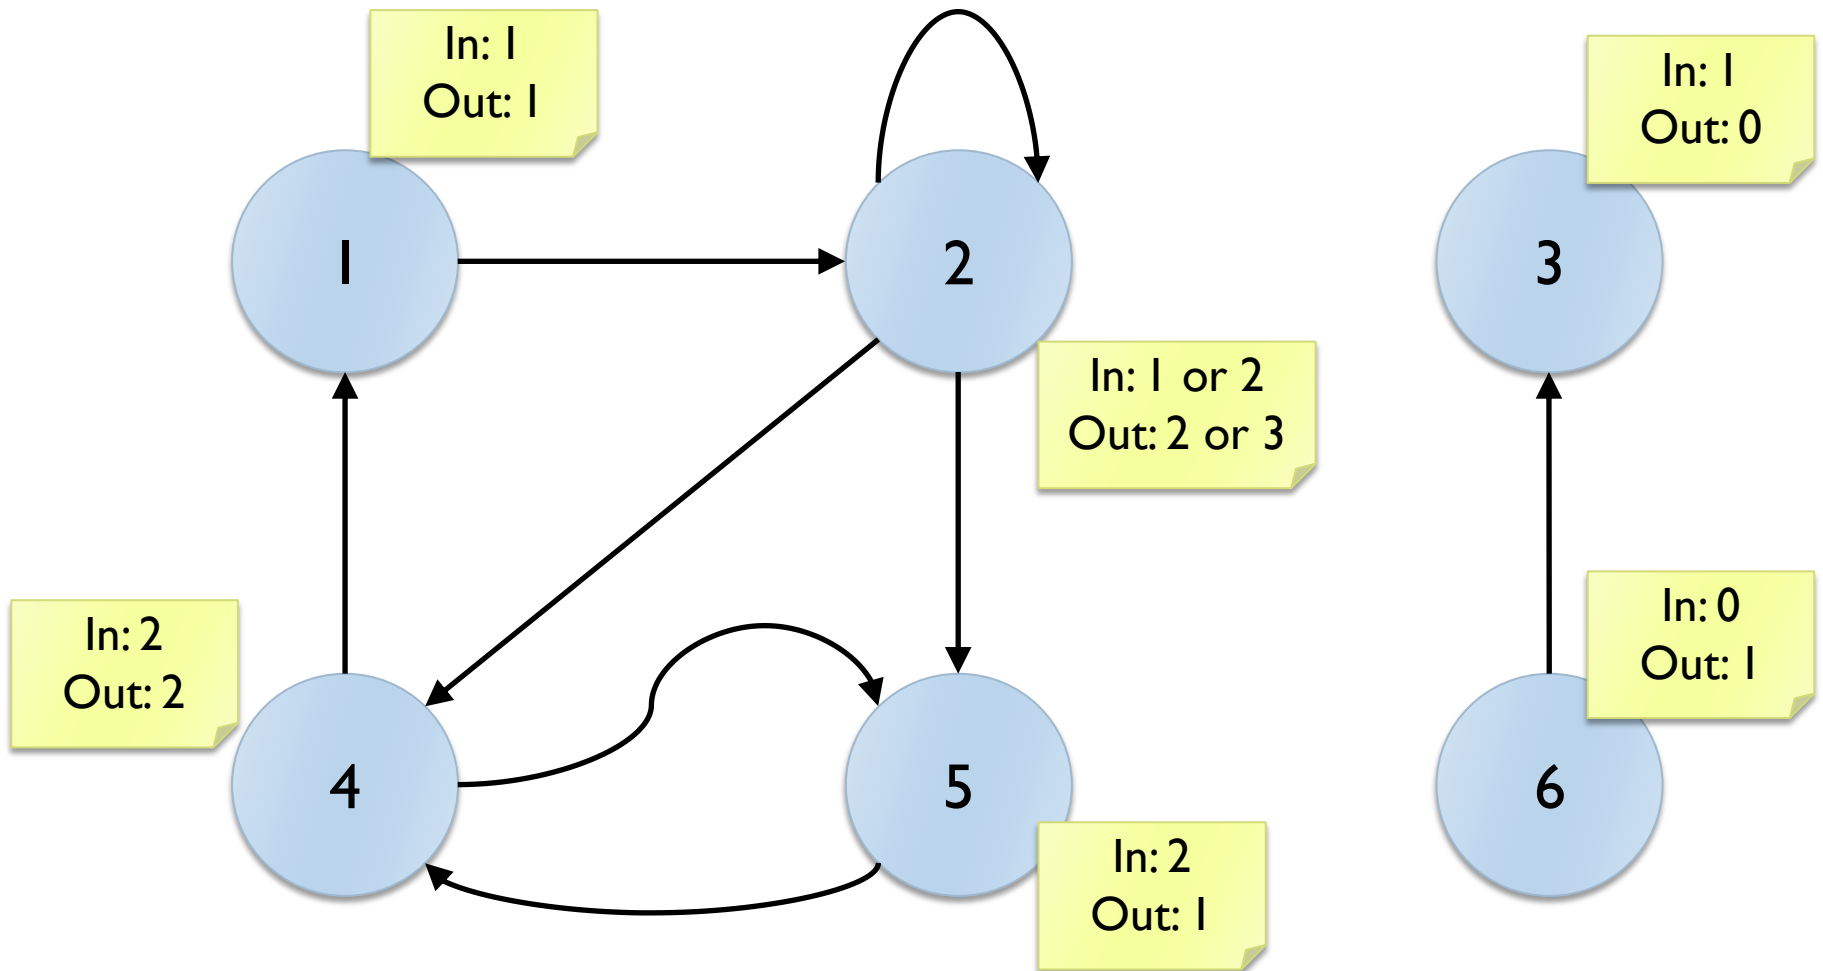 In: 1
Out: 1
In: 1
Out: 0
1
2
3
In: 1 or 2
Out: 2 or 3
In: 2
Out: 2
In: 0
Out: 1
4
5
6
In: 2
Out: 1